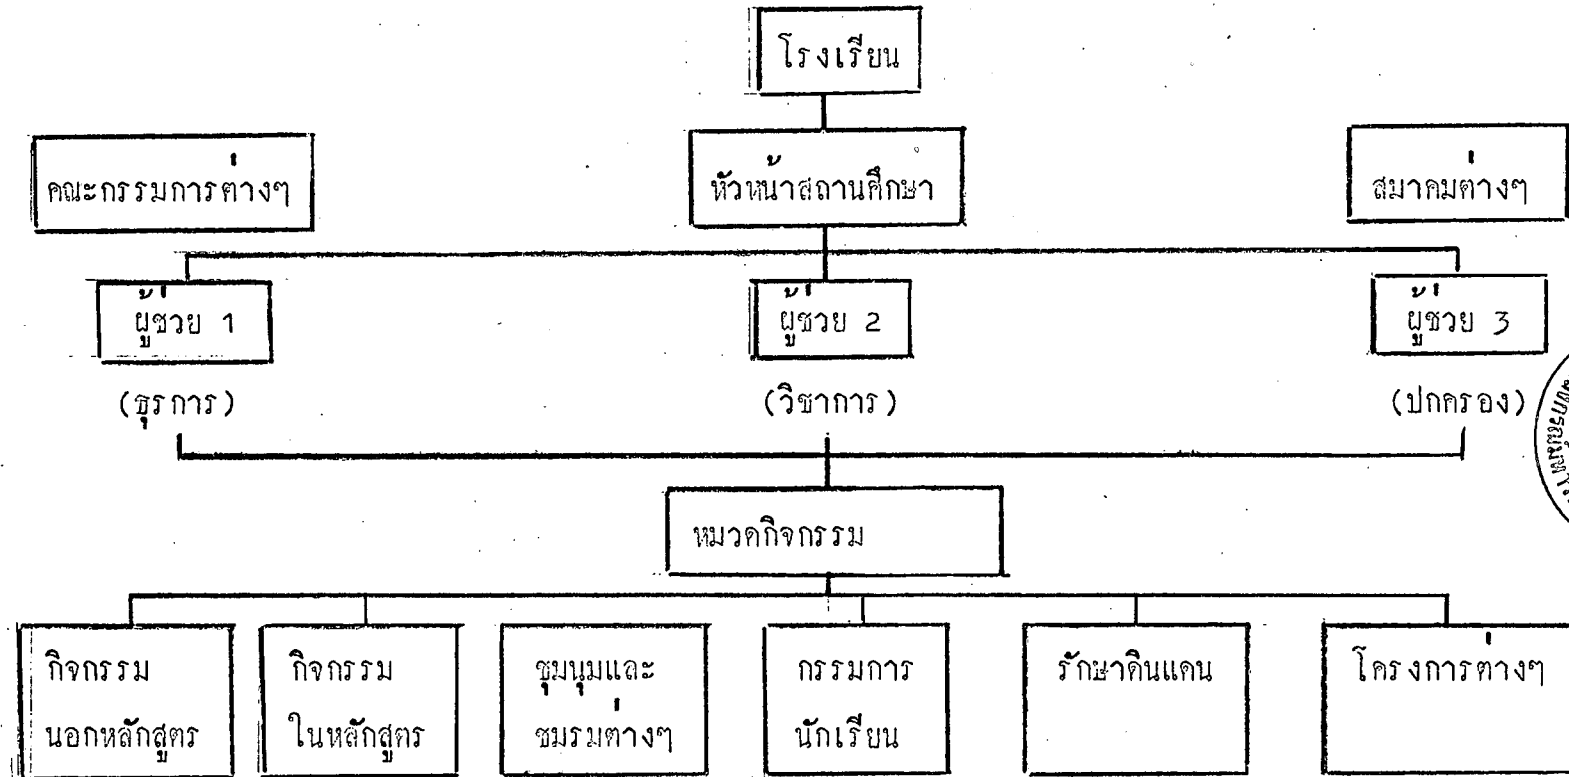 โรงเรียน
คณะกรรมการต่างๆ
หัวหน้าสถานศึกษา
สมาคมต่างๆ
ผู้ช่วย 1
ผู้ช่วย 2
ผู้ช่วย 3
(ธุรการ)
(วิชาการ)
(ปกครอง)
หมวดกิจกรรม
กิจกรรม
นอกหลักสูตร
กิจกรรม
ในหลักสูตร
ชุมนุมและ
ชมรมต่างๆ
กรรมการ
นักเรียน
รักษาดินแดน
โครงการต่างๆ